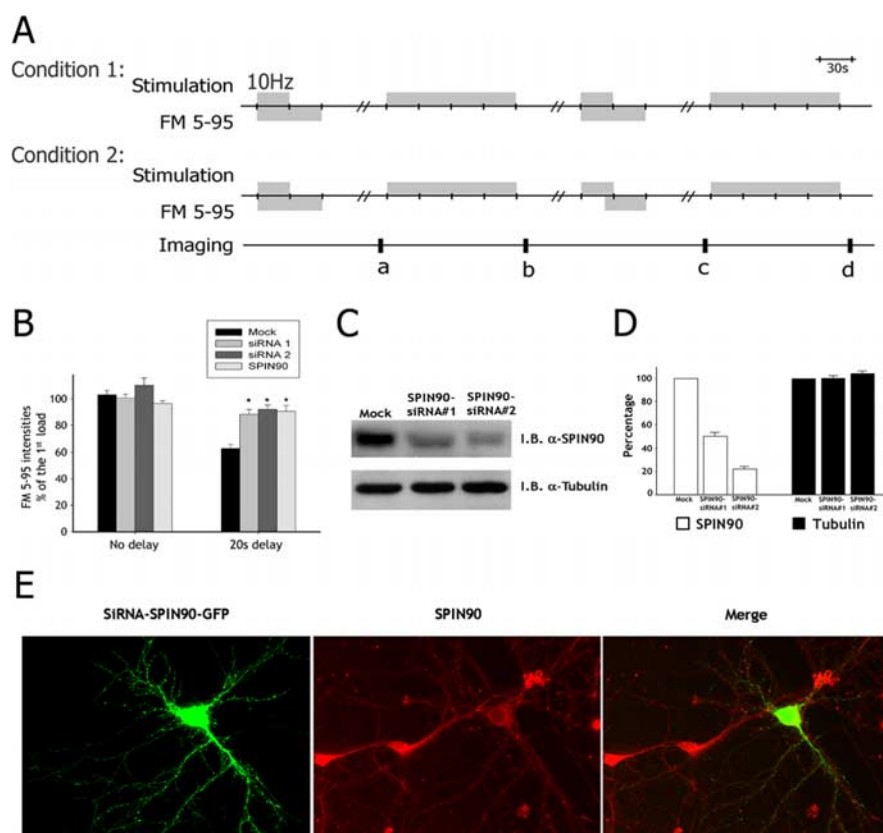 A
Condition 1:
Stimulation
10Hz
30s
FM 5-95
Condition 2:
Stimulation
FM 5-95
Imaging
a b c d
B
Mock
siRNA 1
siRNA 2
SPIN90
FM 5-95 intensities
% of the 1st load
100
80
60
40
20
0
* * *
No delay 20s delay
C
Mock
SPIN90-
siRNA#1
SPIN90-
siRNA#2
I.B. α-SPIN90
I.B. α-Tubulin
D
Percentage
100
80
60
40
20
0
Mock SPIN90-
siRNA#1 SPIN90-
siRNA#2 Mock SPIN90-
siRNA#1 SPIN90-
siRNA#2
SPIN90 Tubulin
E
SiRNA-SPIN90-GFP SPIN90 Merge